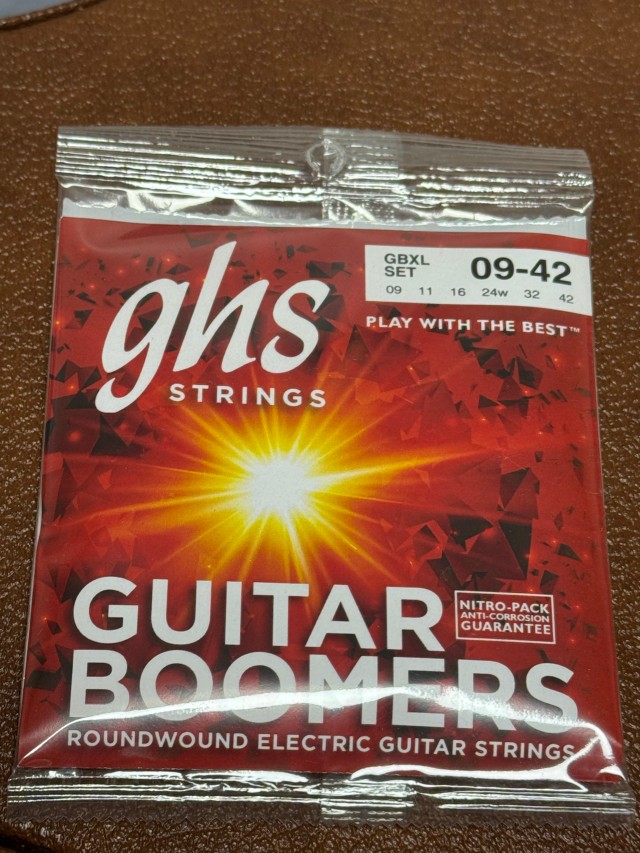 ghs
STRINGS
GBXL
SET
09-42
09 11 16 24w 32 42
PLAY WITH THE BEST™
GUITAR
BOOMERS
NITRO-PACK
ANTI-CORROSION
GUARANTEE
ROUNDWOUND ELECTRIC GUITAR STRINGS